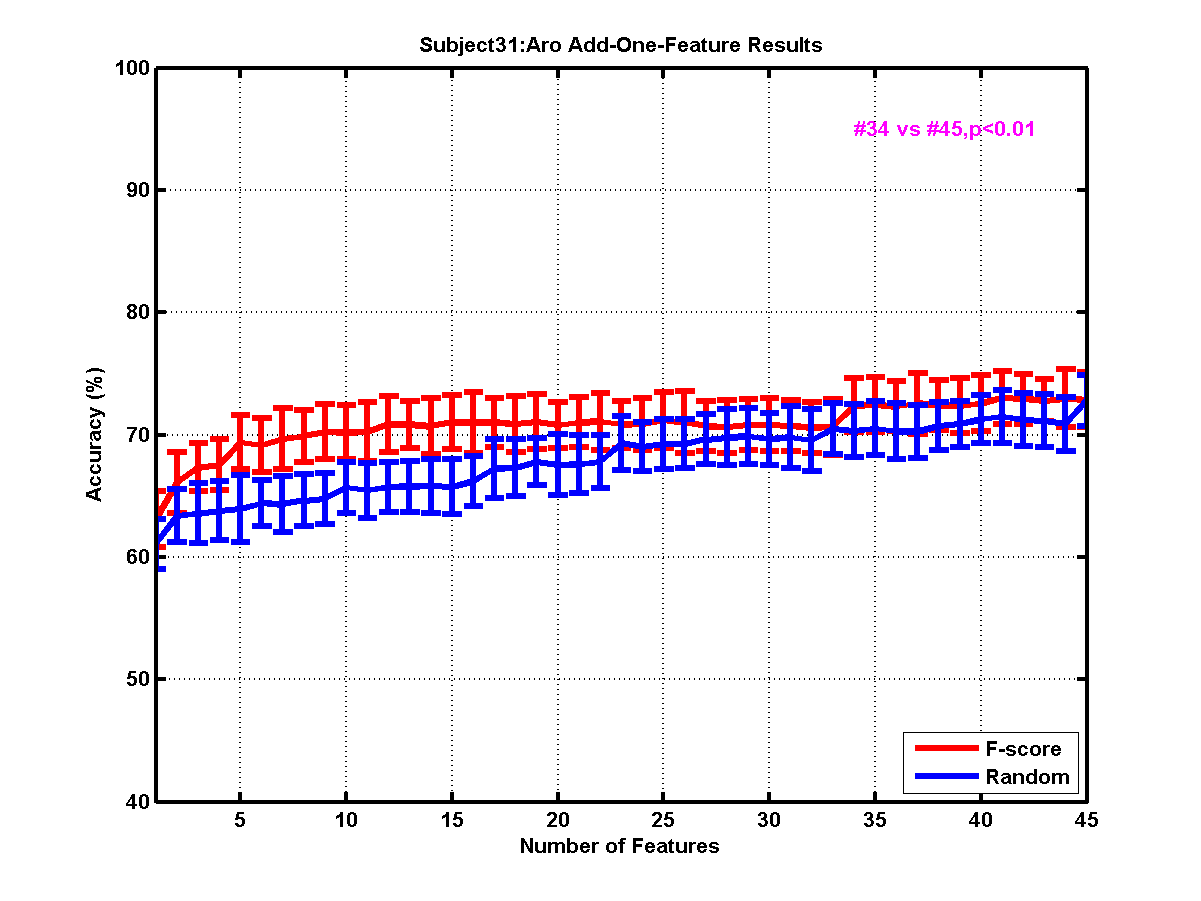 Subject31:Aro Add-One-Feature Results
100
90
80
70
60
50
40
Accuracy (%)
#34 vs #45,p<0.01
F-score
Random
5 10 15 20 25 30 35 40 45
Number of Features